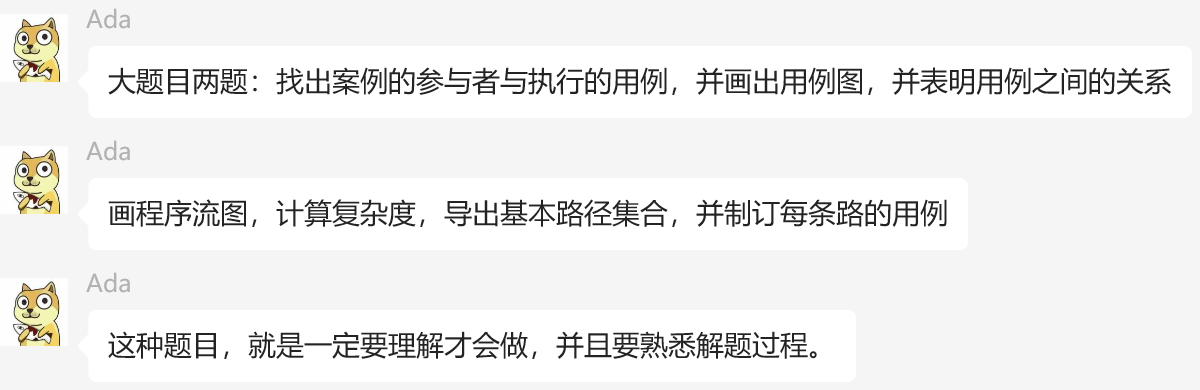 Ada
大题目两题：找出案例的参与者与执行的用例，并画出用例图，并表明用例之间的关系
Ada
画程序流图，计算复杂度，导出基本路径集合，并制订每条路的用例
Ada
这种题目，就是一定要理解才会做，并且要熟悉解题过程。